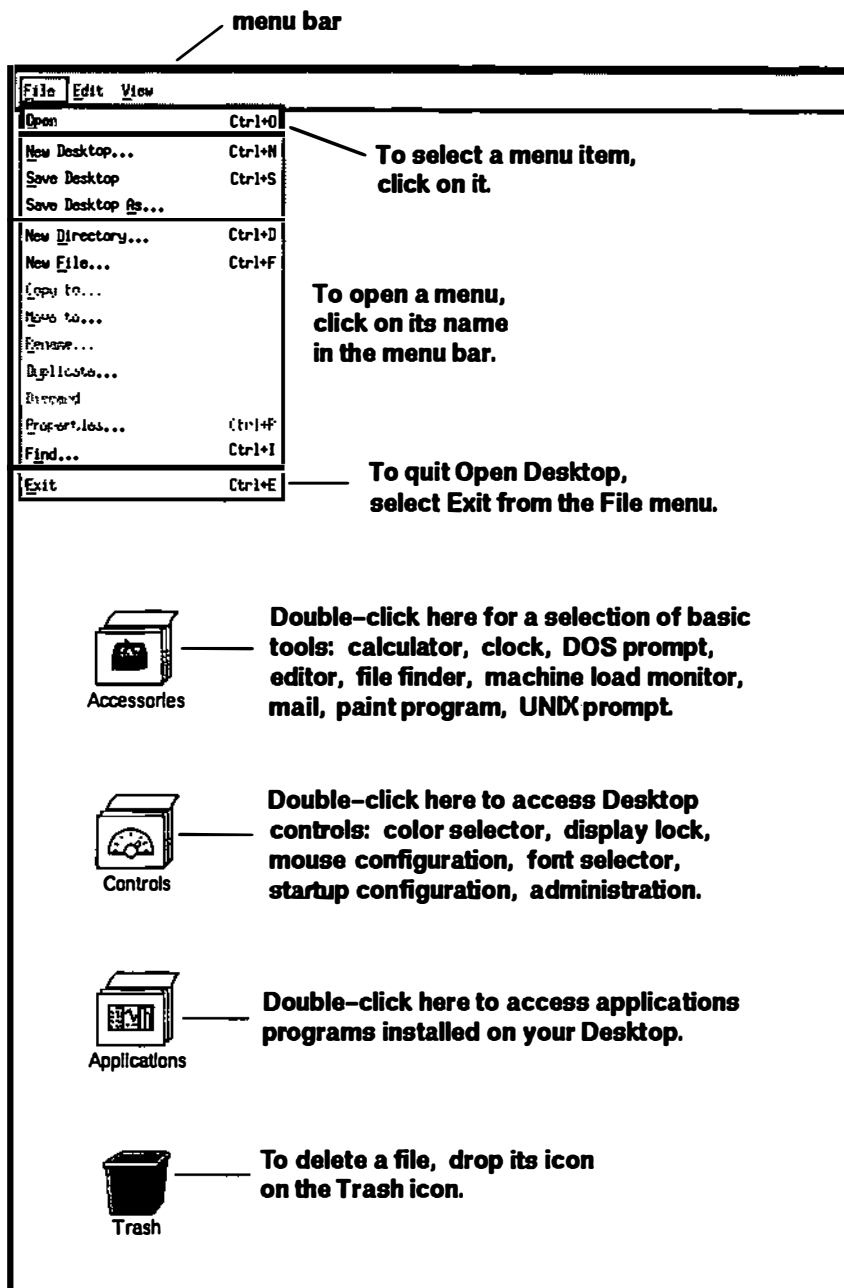 menu bar
File Edit View
Open Ctrl+O
New Desktop... Ctrl+N
Save Desktop Ctrl+S
Save Desktop As...
To select a menu item,
click on it.
New Directory... Ctrl+D
New File... Ctrl+F
Copy to...
Move to...
Rename...
Duplicate...
Discard
Properties... Ctrl+P
Find... Ctrl+I
To open a menu,
click on its name
in the menu bar.
Exit Ctrl+E
To quit Open Desktop,
select Exit from the File menu.
Accessories
Double-click here for a selection of basic
tools: calculator, clock, DOS prompt,
editor, file finder, machine load monitor,
mail, paint program, UNIX prompt.
Controls
Double-click here to access Desktop
controls: color selector, display lock,
mouse configuration, font selector,
startup configuration, administration.
Applications
Double-click here to access applications
programs installed on your Desktop.
Trash
To delete a file, drop its icon
on the Trash icon.